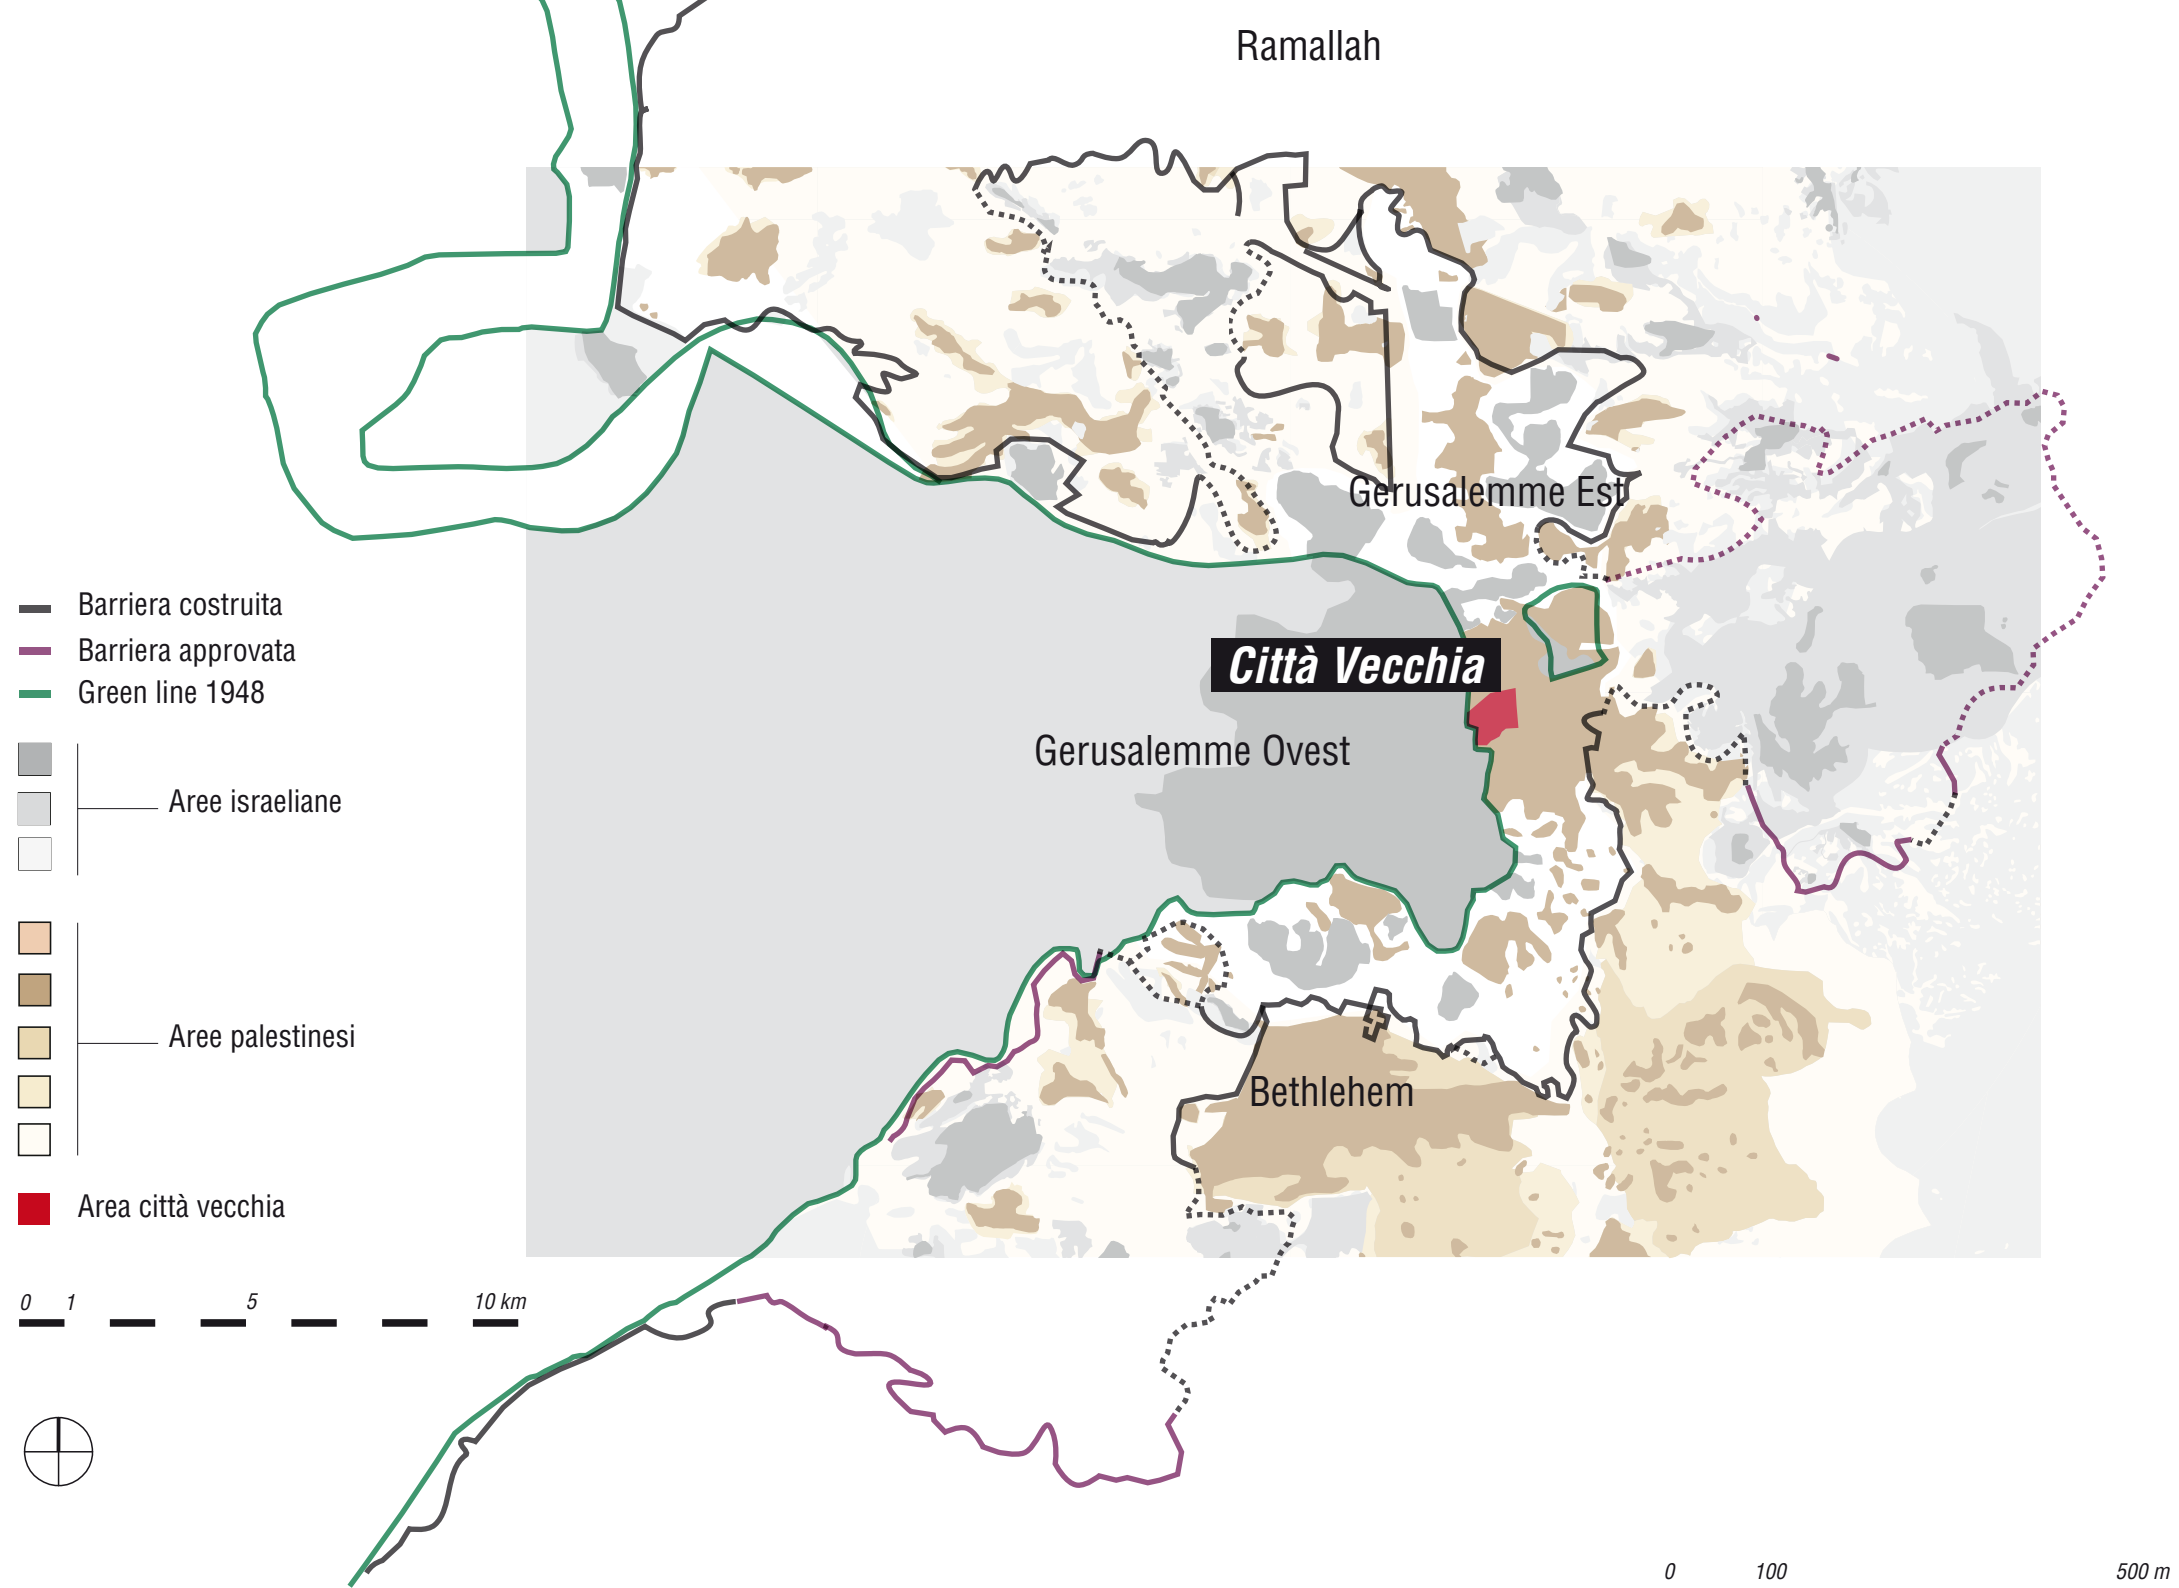 Ramallah
Gerusalemme Est
Città Vecchia
Gerusalemme Ovest
Bethlehem
Barriera costruita
Barriera approvata
Green line 1948
Aree israeliane
Aree palestinesi
Area città vecchia
0 1 5 10 km
0 100 500 m